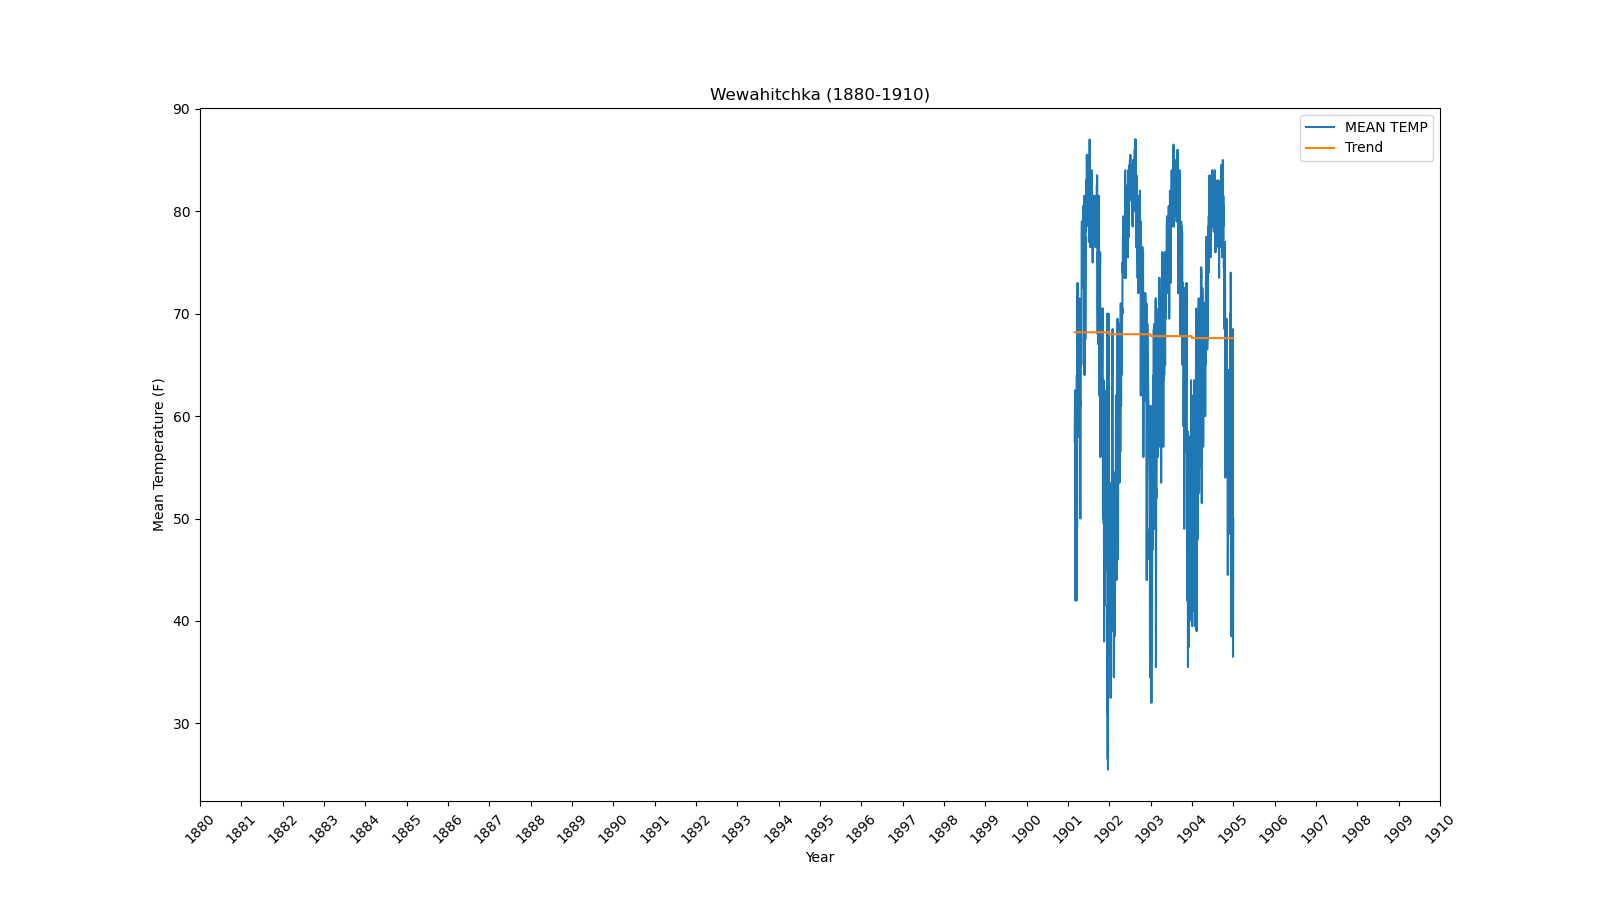 Wewahitchka (1880-1910)
MEAN TEMP
Trend
90
80
70
60
50
40
30
Mean Temperature (F)
1880 1881 1882 1883 1884 1885 1886 1887 1888 1889 1890 1891 1892 1893 1894 1895 1896 1897 1898 1899 1900 1901 1902 1903 1904 1905 1906 1907 1908 1909 1910
Year